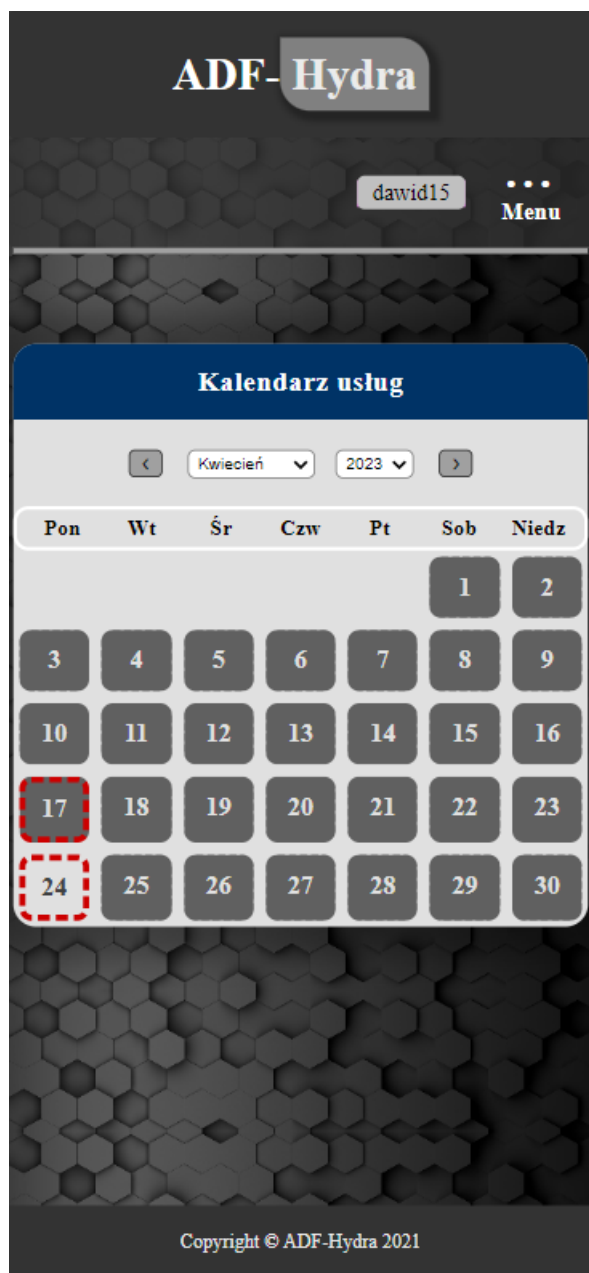 ADF- Hydra
dawid15
Menu
Kalendarz usług
Kwiecień 2023
Pon Wt Śr Czw Pt Sob Niedz
1 2
3 4 5 6 7 8 9
10 11 12 13 14 15 16
17 18 19 20 21 22 23
24 25 26 27 28 29 30
Copyright © ADF-Hydra 2021